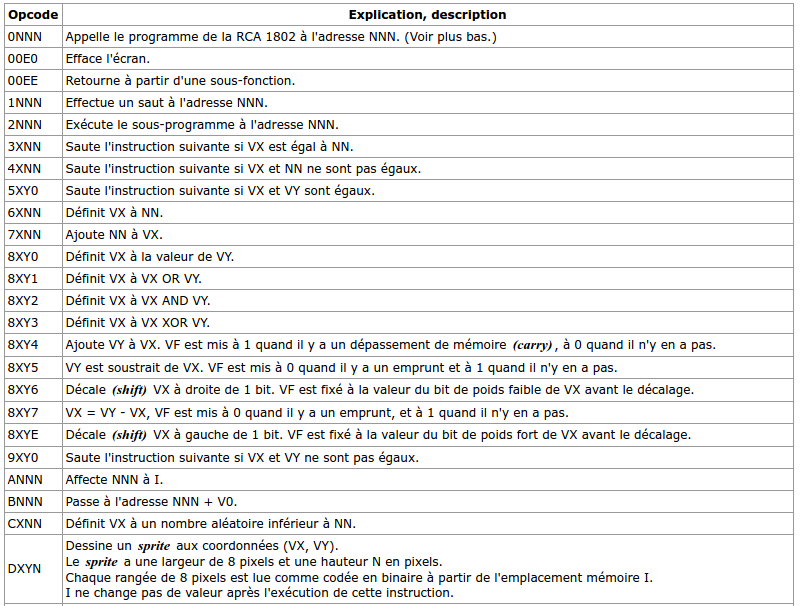 Opcode Explication, description
0NNN Appelle le programme de la RCA 1802 à l'adresse NNN. (Voir plus bas.)
00E0 Efface l'écran.
00EE Retourne à partir d'une sous-fonction.
1NNN Effectue un saut à l'adresse NNN.
2NNN Exécute le sous-programme à l'adresse NNN.
3XNN Saute l'instruction suivante si VX est égal à NN.
4XNN Saute l'instruction suivante si VX et NN ne sont pas égaux.
5XY0 Saute l'instruction suivante si VX et VY sont égaux.
6XNN Définit VX à NN.
7XNN Ajoute NN à VX.
8XY0 Définit VX à la valeur de VY.
8XY1 Définit VX à VX OR VY.
8XY2 Définit VX à VX AND VY.
8XY3 Définit VX à VX XOR VY.
8XY4 Ajoute VY à VX. VF est mis à 1 quand il y a un dépassement de mémoire (carry), à 0 quand il n'y en a pas.
8XY5 VY est soustrait de VX. VF est mis à 0 quand il y a un emprunt et à 1 quand il n'y en a pas.
8XY6 Décale (shift) VX à droite de 1 bit. VF est fixé à la valeur du bit de poids faible de VX avant le décalage.
8XY7 VX = VY - VX, VF est mis à 0 quand il y a un emprunt, et à 1 quand il n'y en a pas.
8XYE Décale (shift) VX à gauche de 1 bit. VF est fixé à la valeur du bit de poids fort de VX avant le décalage.
9XY0 Saute l'instruction suivante si VX et VY ne sont pas égaux.
ANNN Affecte NNN à I.
BNNN Passe à l'adresse NNN + V0.
CXNN Définit VX à un nombre aléatoire inférieur à NN.
DXYN Dessine un sprite aux coordonnées (VX, VY).
Le sprite a une largeur de 8 pixels et une hauteur N en pixels.
Chaque rangée de 8 pixels est lue comme codée en binaire à partir de l'emplacement mémoire I.
I ne change pas de valeur après l'exécution de cette instruction.